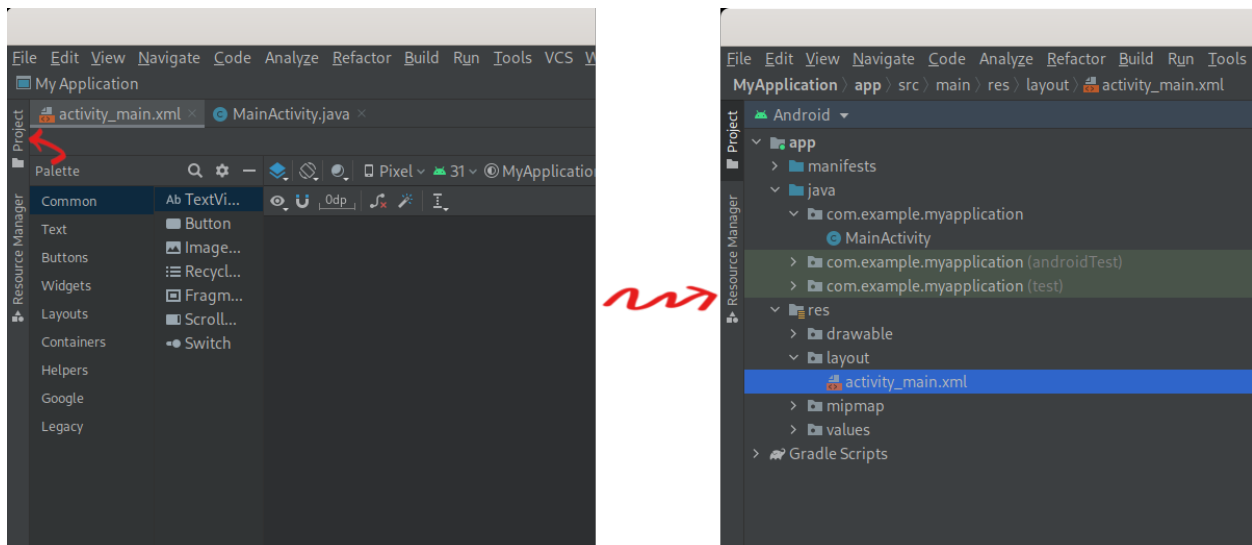 File Edit View Navigate Code Analyze Refactor Build Run Tools VCS W
My Application
activity_main.xml MainActivity.java
Project
Resource Manager
Palette
Pixel 31 MyApplicatio
Common
Text
Buttons
Widgets
Layouts
Containers
Helpers
Google
Legacy
Ab TextVi...
Button
Image...
Recycl...
Fragm...
Scroll...
Switch
0dp
File Edit View Navigate Code Analyze Refactor Build Run Tools
MyApplication app src main res layout activity_main.xml
Project
Resource Manager
Android
app
manifests
java
com.example.myapplication
MainActivity
com.example.myapplication (androidTest)
com.example.myapplication (test)
res
drawable
layout
activity_main.xml
mipmap
values
Gradle Scripts